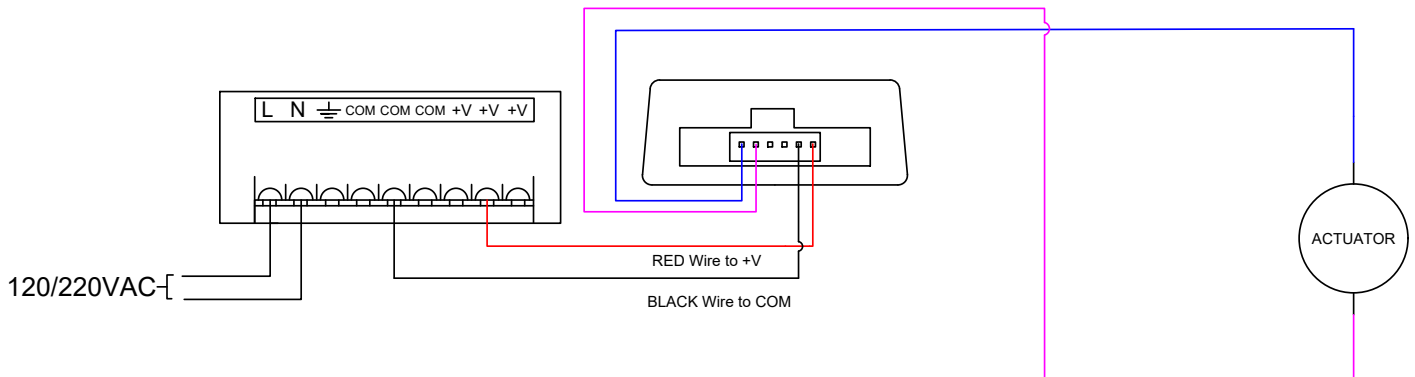 L N COM COM COM +V +V +V
RED Wire to +V
BLACK Wire to COM
120/220VAC
ACTUATOR